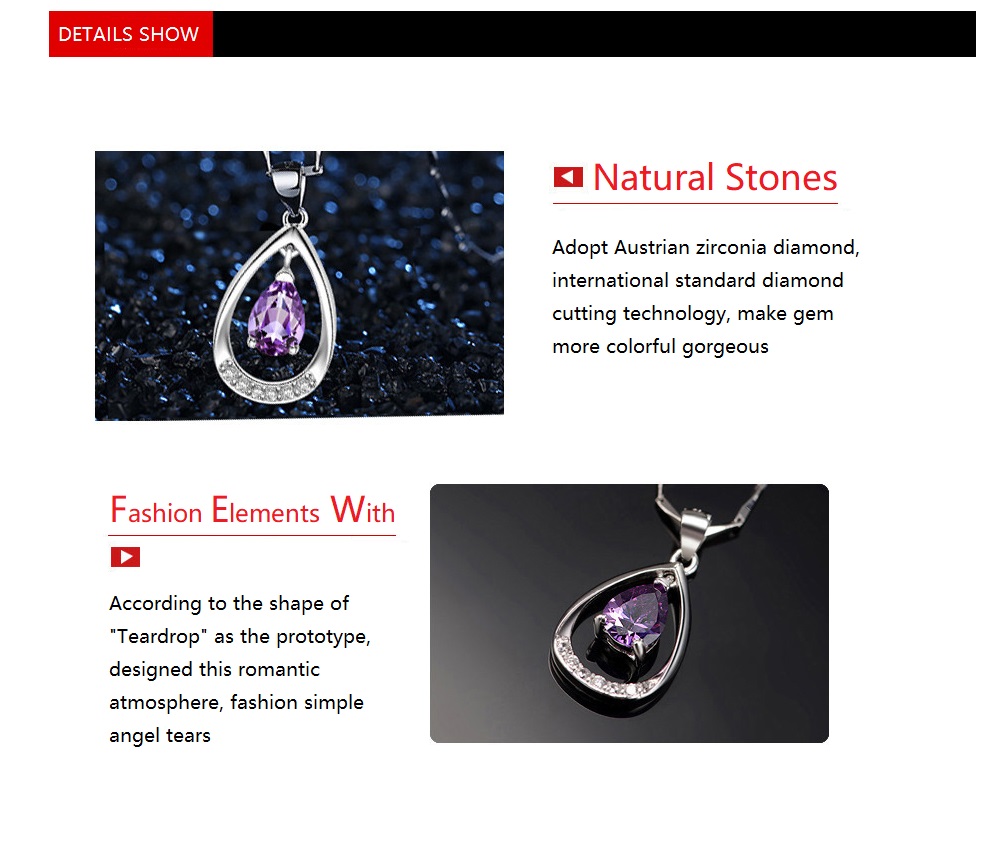 DETAILS SHOW
Natural Stones
Adopt Austrian zirconia diamond,
international standard diamond
cutting technology, make gem
more colorful gorgeous
Fashion Elements With
According to the shape of
"Teardrop" as the prototype,
designed this romantic
atmosphere, fashion simple
angel tears